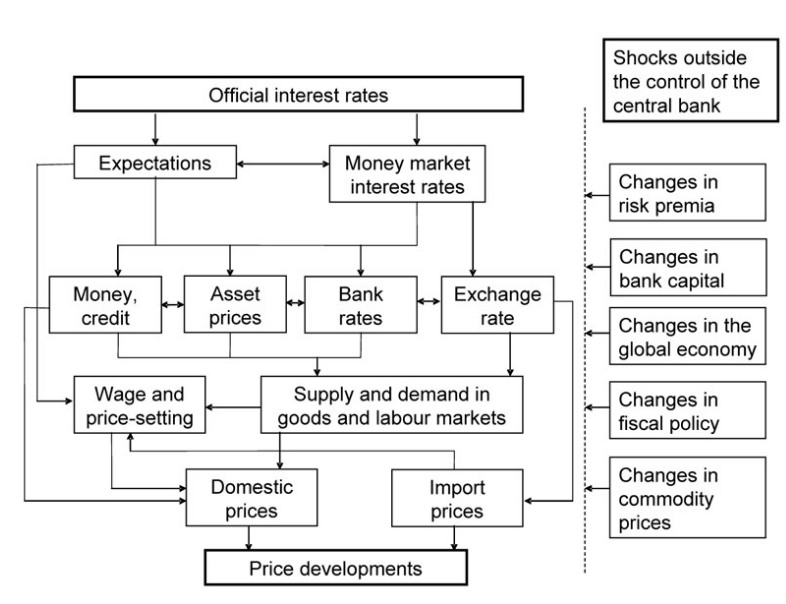 Official interest rates
Shocks outside
the control of the
central bank
Expectations
Money market
interest rates
Changes in
risk premia
Money,
credit
Asset
prices
Bank
rates
Exchange
rate
Changes in
bank capital
Changes in the
global economy
Wage and
price-setting
Supply and demand in
goods and labour markets
Changes in
fiscal policy
Domestic
prices
Import
prices
Changes in
commodity
prices
Price developments